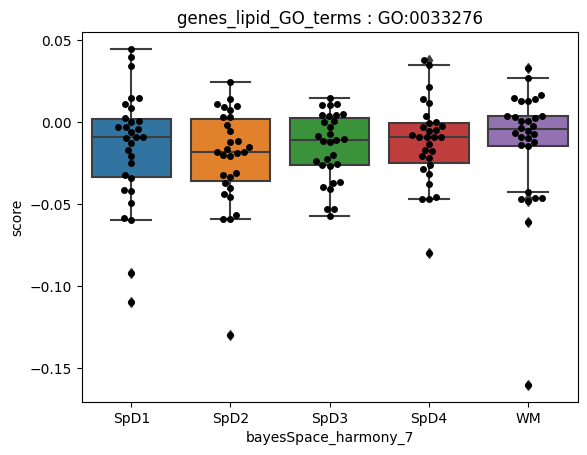 genes_lipid_GO_terms : GO:0033276
score
0.05
0.00
−0.05
−0.10
−0.15
SpD1 SpD2 SpD3 SpD4 WM
bayesSpace_harmony_7